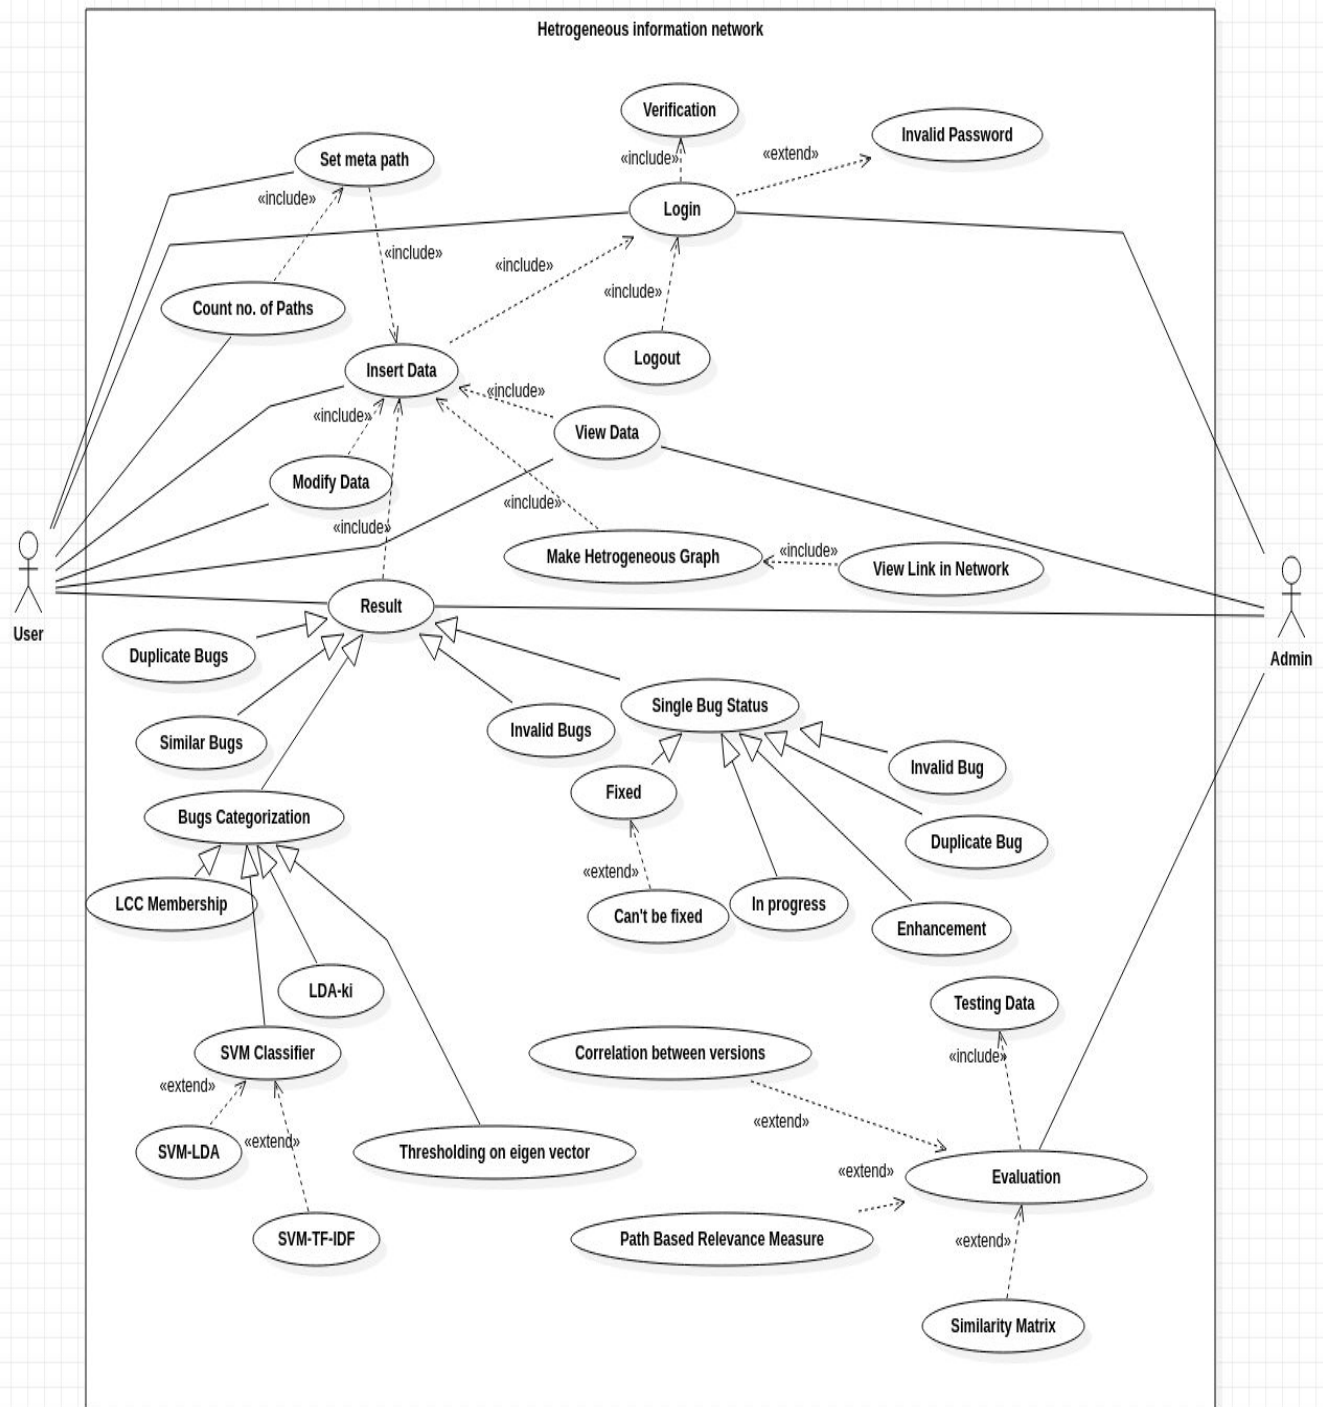 Hetrogeneous information network
Verification
Invalid Password
«include»
«extend»
Set meta path
«include»
Login
«include»
«include»
«include»
Count no. of Paths
Logout
Insert Data
«include»
«include»
View Data
Modify Data
«include»
«include»
Make Hetrogeneous Graph
«include»
View Link in Network
Result
User
Admin
Duplicate Bugs
Single Bug Status
Similar Bugs
Invalid Bugs
Invalid Bug
Fixed
Bugs Categorization
Duplicate Bug
«extend»
LCC Membership
Can't be fixed
In progress
Enhancement
LDA-ki
Testing Data
SVM Classifier
Correlation between versions
«include»
«extend»
«extend»
«extend»
SVM-LDA
Thresholding on eigen vector
«extend»
Evaluation
SVM-TF-IDF
Path Based Relevance Measure
«extend»
Similarity Matrix